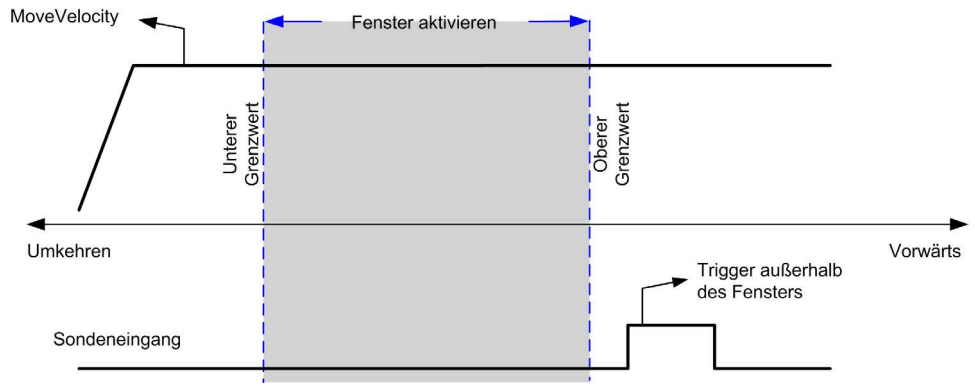 MoveVelocity
Fenster aktivieren
Unterer
Grenzwert
Oberer
Grenzwert
Umkehren
Vorwärts
Trigger außerhalb
des Fensters
Sondeneingang